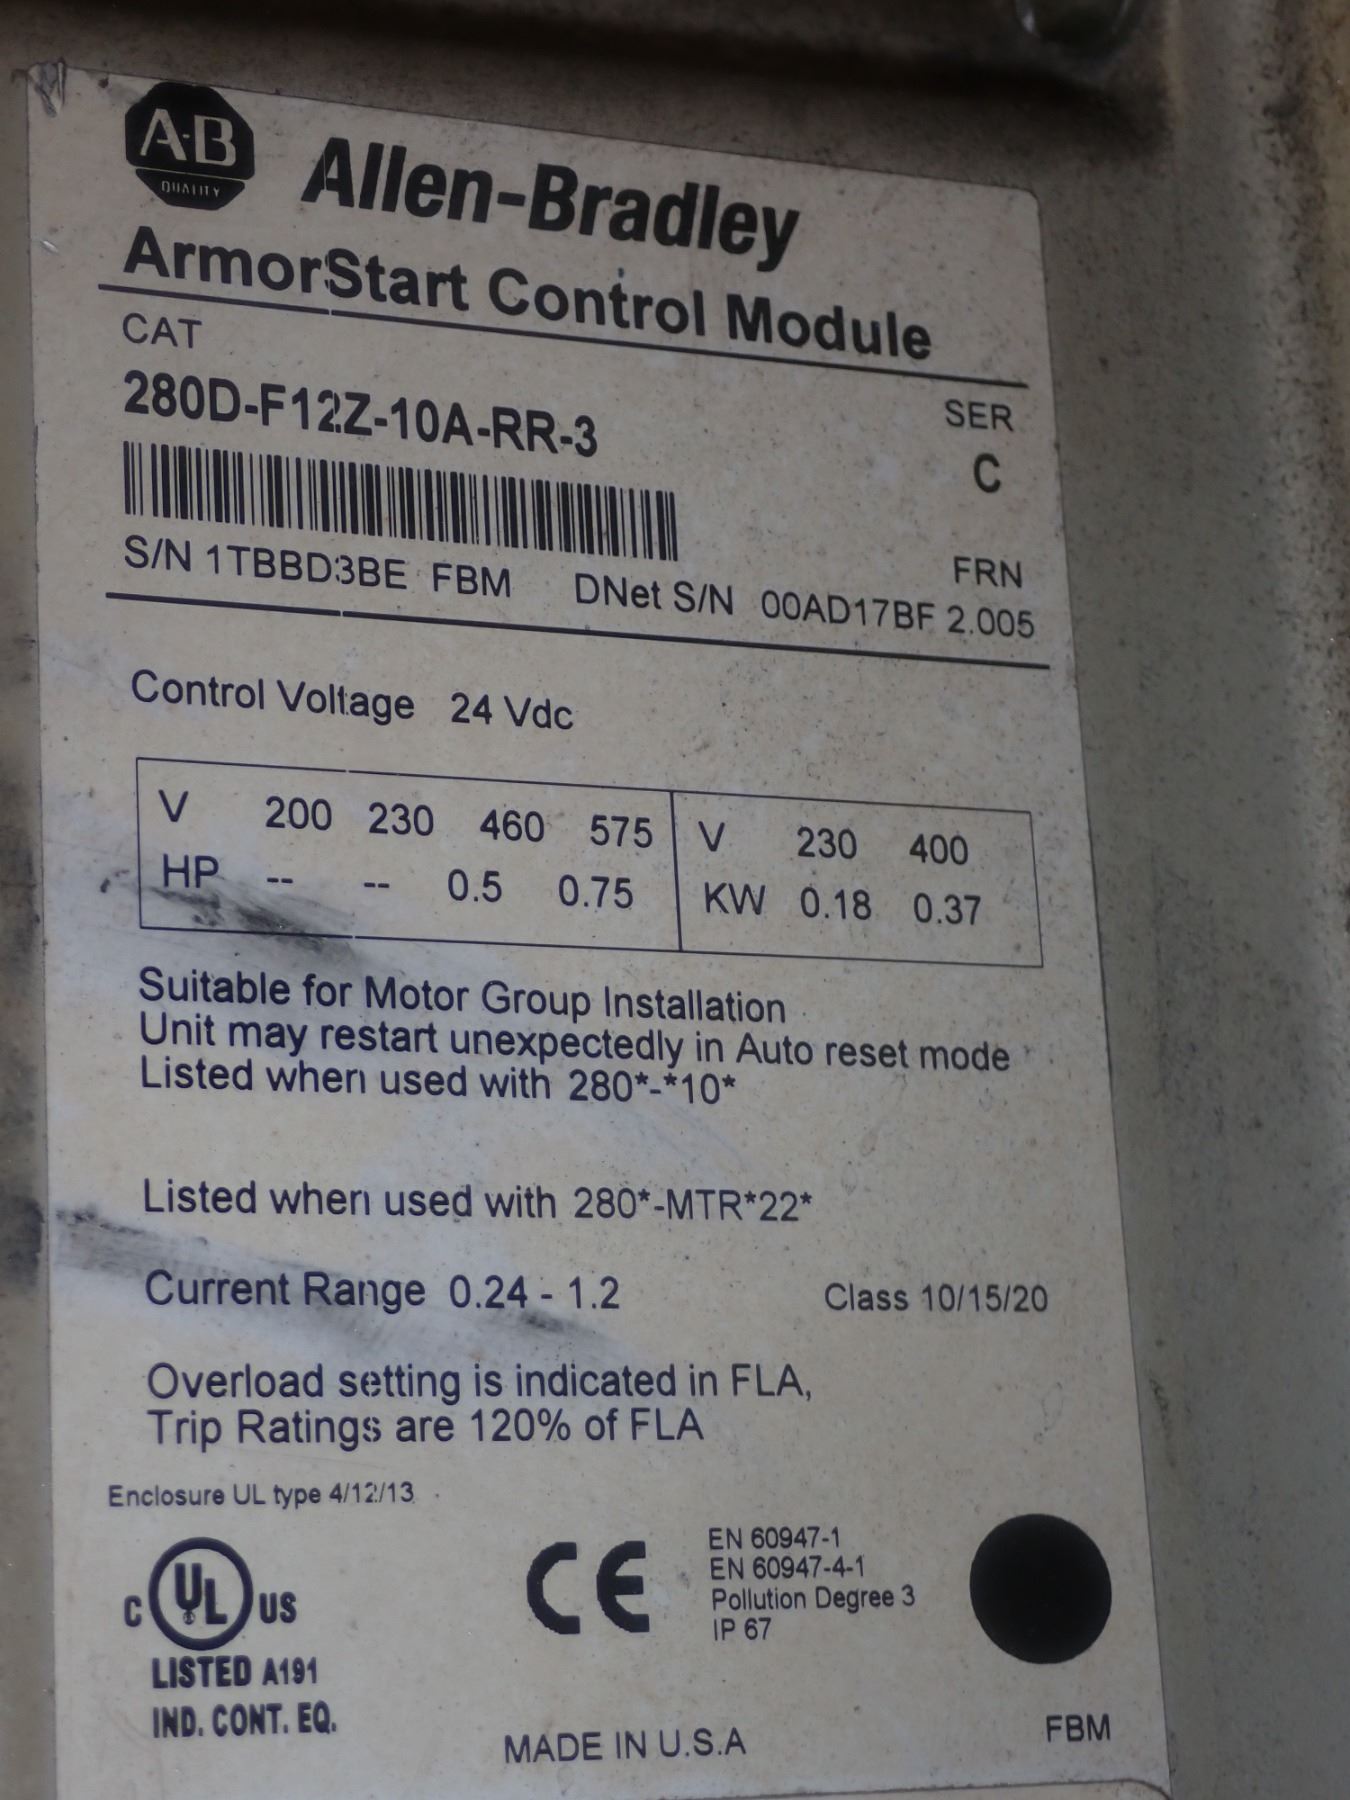 A-B
QUALITY
Allen-Bradley
ArmorStart Control Module
CAT
280D-F12Z-10A-RR-3
SER
C
S/N 1TBBD3BE FBM DNet S/N 00AD17BF
FRN
2.005
Control Voltage 24 Vdc
V 200 230 460 575
HP -- -- 0.5 0.75
V 230 400
KW 0.18 0.37
Suitable for Motor Group Installation
Unit may restart unexpectedly in Auto reset mode
Listed when used with 280*-*10*
Listed when used with 280*-MTR*22*
Current Range 0.24 - 1.2 Class 10/15/20
Overload setting is indicated in FLA,
Trip Ratings are 120% of FLA
Enclosure UL type 4/12/13
C UL US
LISTED A191
IND. CONT. EQ.
CE
EN 60947-1
EN 60947-4-1
Pollution Degree 3
IP 67
MADE IN U.S.A
FBM